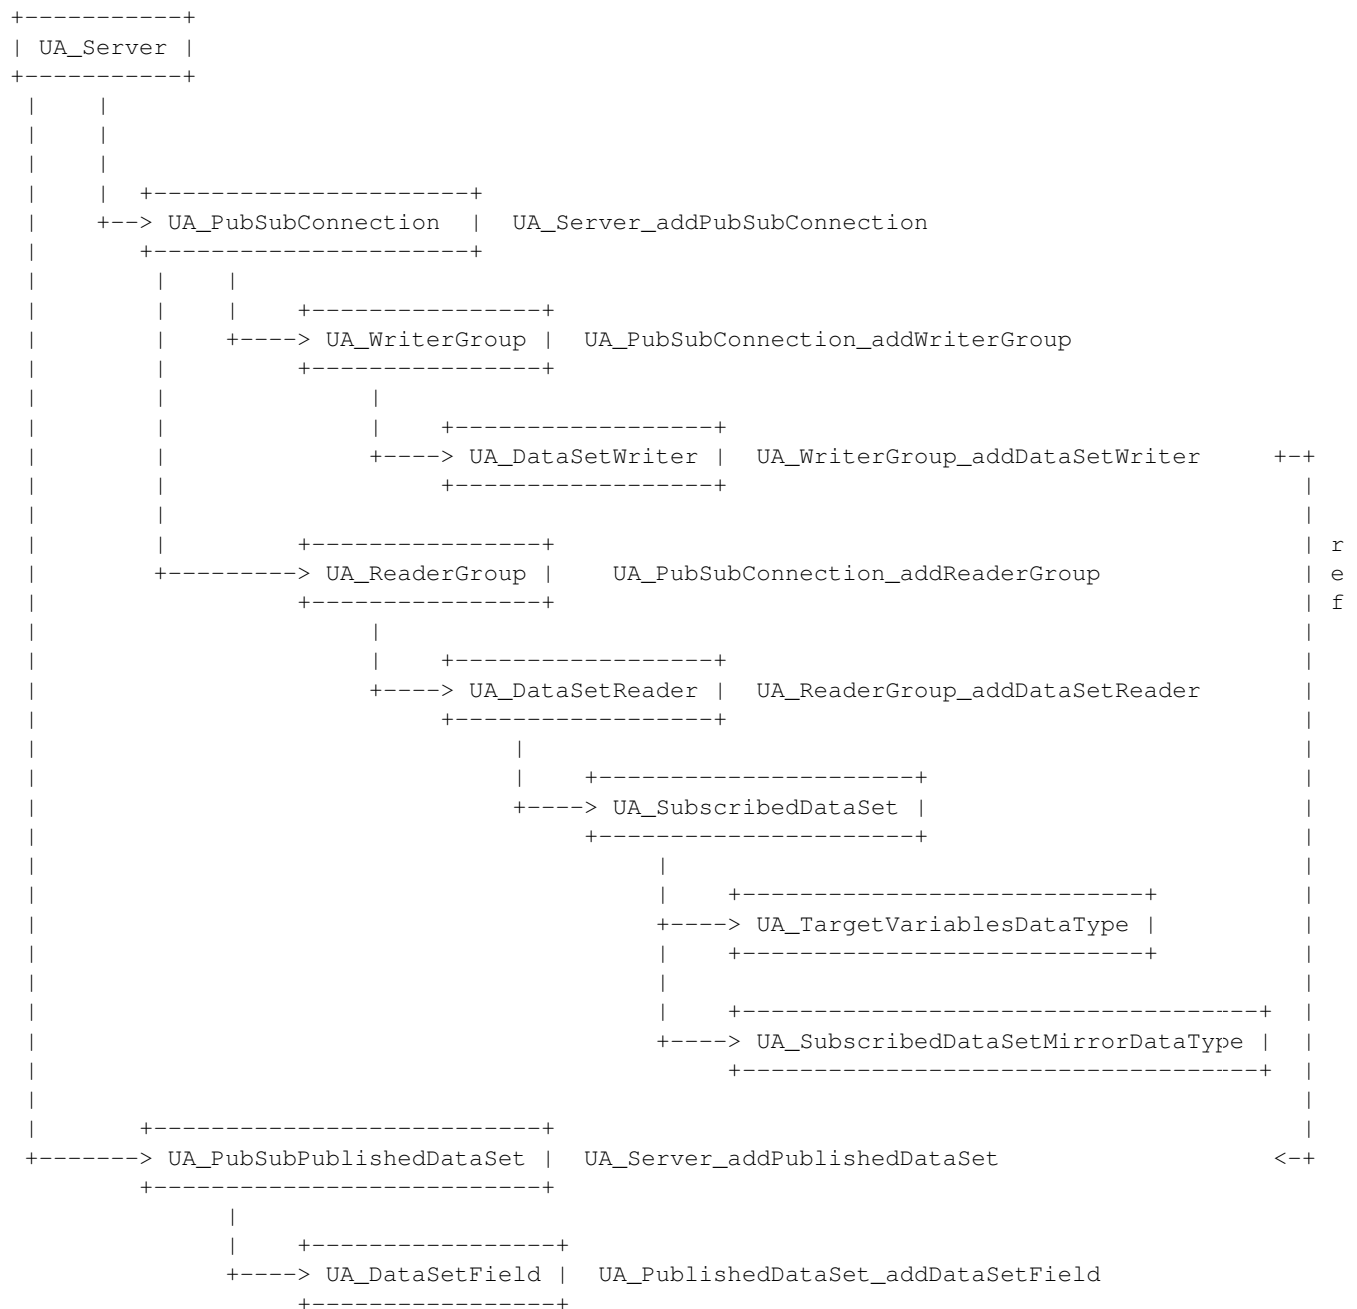 UA_Server
UA_PubSubConnection UA_Server_addPubSubConnection
UA_WriterGroup UA_PubSubConnection_addWriterGroup
UA_DataSetWriter UA_WriterGroup_addDataSetWriter
r
UA_ReaderGroup UA_PubSubConnection_addReaderGroup e
f
UA_DataSetReader UA_ReaderGroup_addDataSetReader
UA_SubscribedDataSet
UA_TargetVariablesDataType
UA_SubscribedDataSetMirrorDataType
UA_PubSubPublishedDataSet UA_Server_addPublishedDataSet
UA_DataSetField UA_PublishedDataSet_addDataSetField